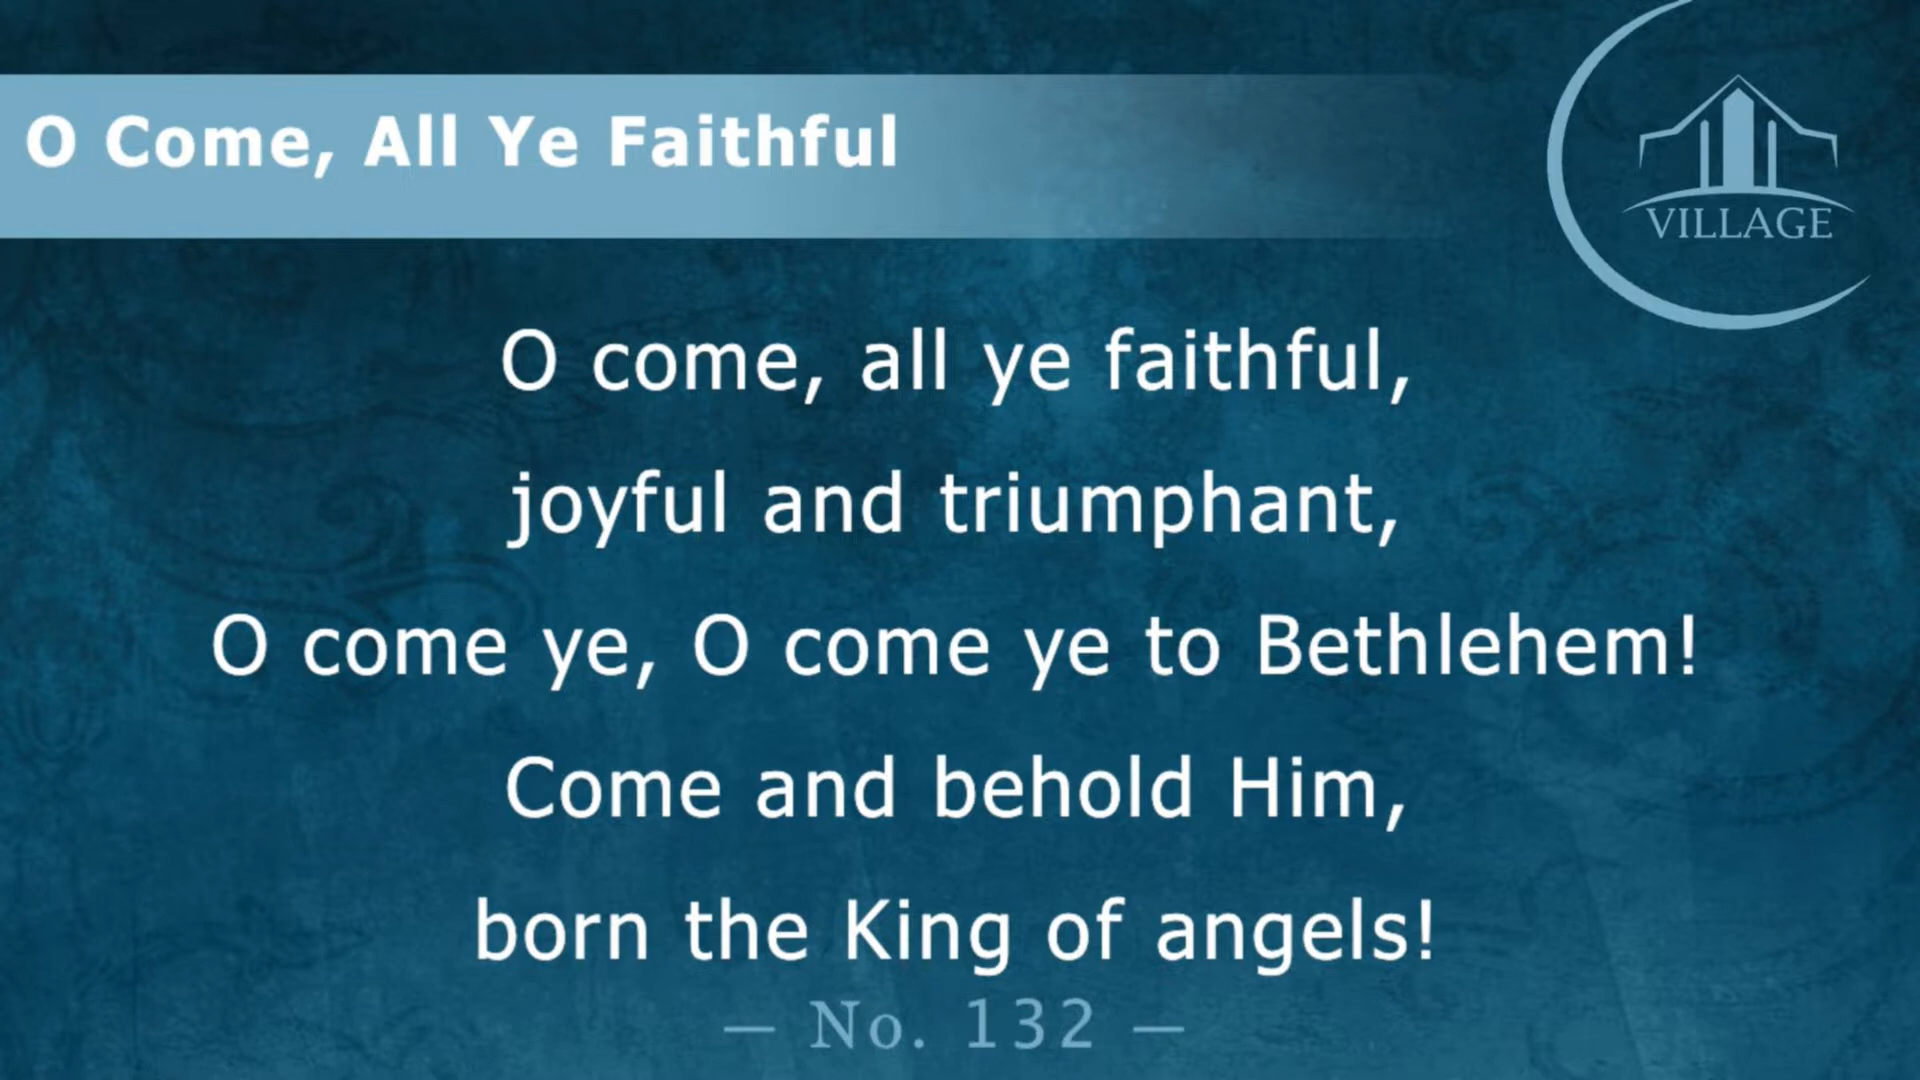 O Come, All Ye Faithful
VILLAGE
O come, all ye faithful,
joyful and triumphant,
O come ye, O come ye to Bethlehem!
Come and behold Him,
born the King of angels!
— No. 132 —